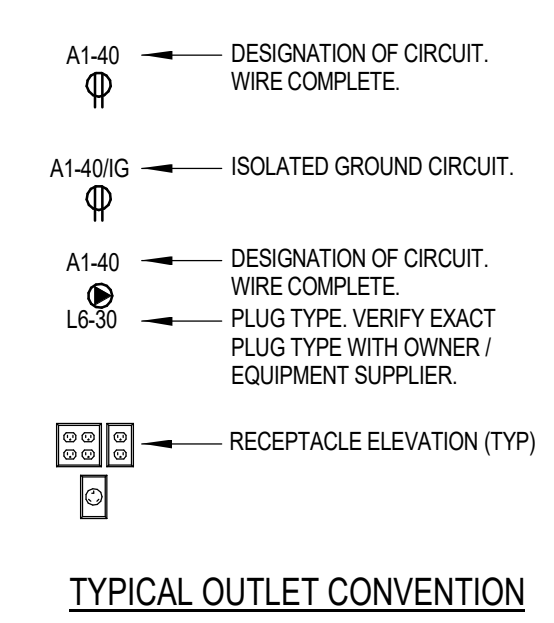 A1-40
DESIGNATION OF CIRCUIT.
WIRE COMPLETE.
A1-40/IG
ISOLATED GROUND CIRCUIT.
A1-40
DESIGNATION OF CIRCUIT.
WIRE COMPLETE.
L6-30
PLUG TYPE. VERIFY EXACT
PLUG TYPE WITH OWNER /
EQUIPMENT SUPPLIER.
RECEPTACLE ELEVATION (TYP)
TYPICAL OUTLET CONVENTION